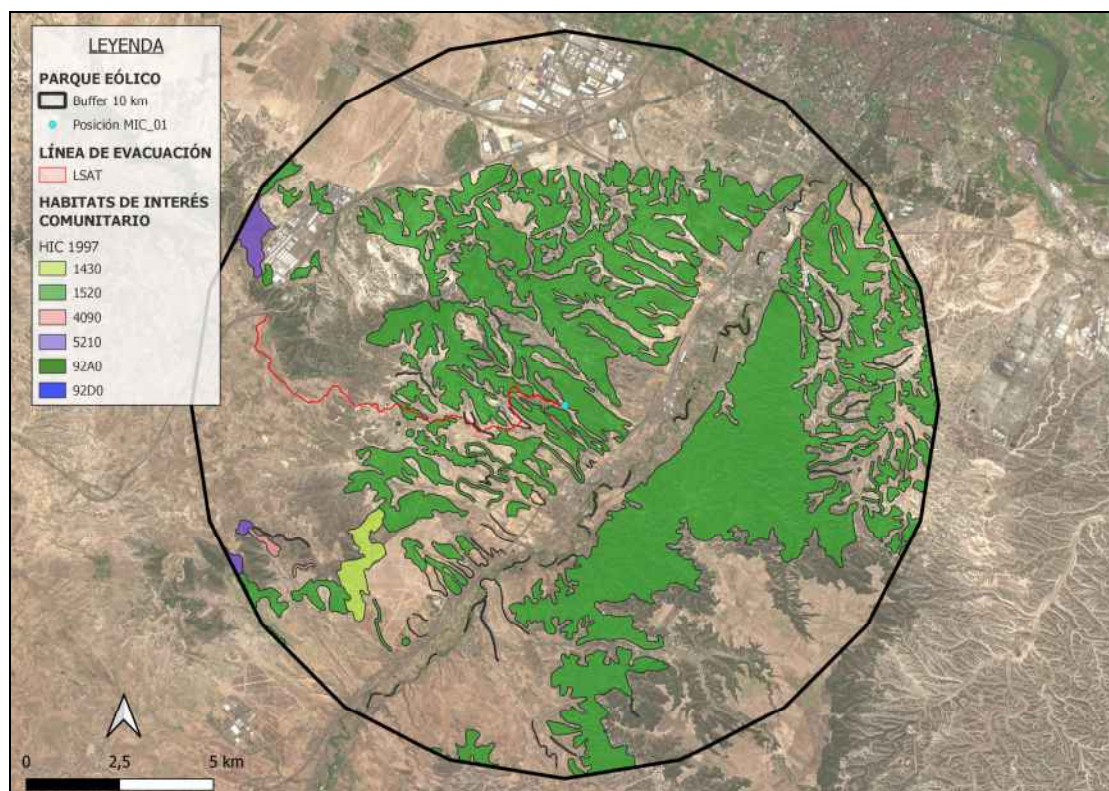 LEYENDA
PARQUE EÓLICO
Buffer 10 km
Posición MIC_01
LÍNEA DE EVACUACIÓN
LSAT
HABITATS DE INTERÉS
COMUNITARIO
HIC 1997
1430
1520
4090
5210
92A0
92D0
0 2,5 5 km